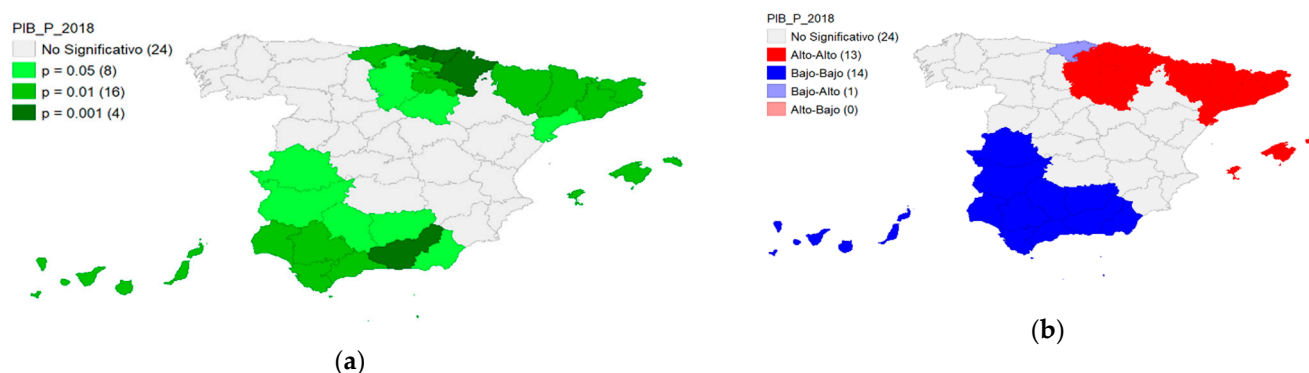 PIB_P_2018
No Significativo (24)
p = 0.05 (8)
p = 0.01 (16)
p = 0.001 (4)
(a)
PIB_P_2018
No Significativo (24)
Alto-Alto (13)
Bajo-Bajo (14)
Bajo-Alto (1)
Alto-Bajo (0)
(b)